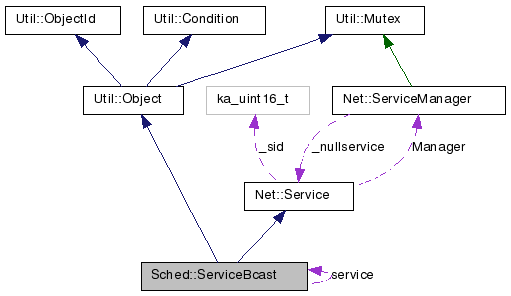 Util::ObjectId
Util::Condition
Util::Mutex
Util::Object
ka_uint16_t
Net::ServiceManager
_sid
_nullservice
Manager
Net::Service
Sched::ServiceBcast
service